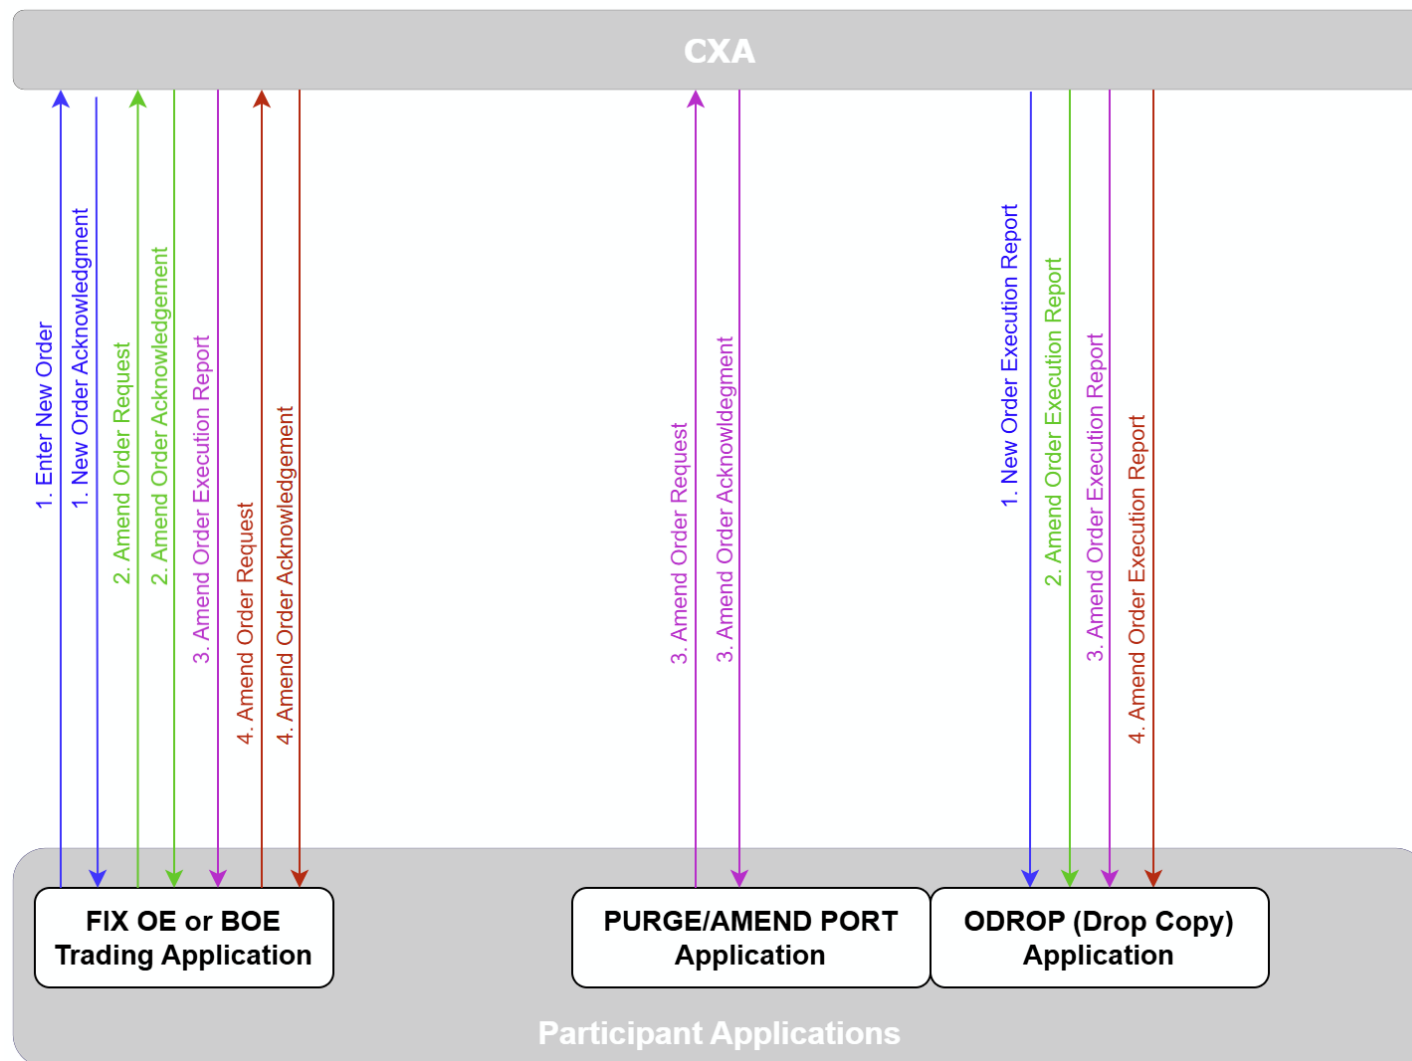 CXA
1. Enter New Order
1. New Order Acknowledgment
2. Amend Order Request
2. Amend Order Acknowledgement
3. Amend Order Execution Report
4. Amend Order Request
4. Amend Order Acknowledgement
3. Amend Order Request
3. Amend Order Acknowldegment
1. New Order Execution Report
2. Amend Order Execution Report
3. Amend Order Execution Report
4. Amend Order Execution Report
FIX OE or BOE
Trading Application
PURGE/AMEND PORT
Application
ODROP (Drop Copy)
Application
Participant Applications